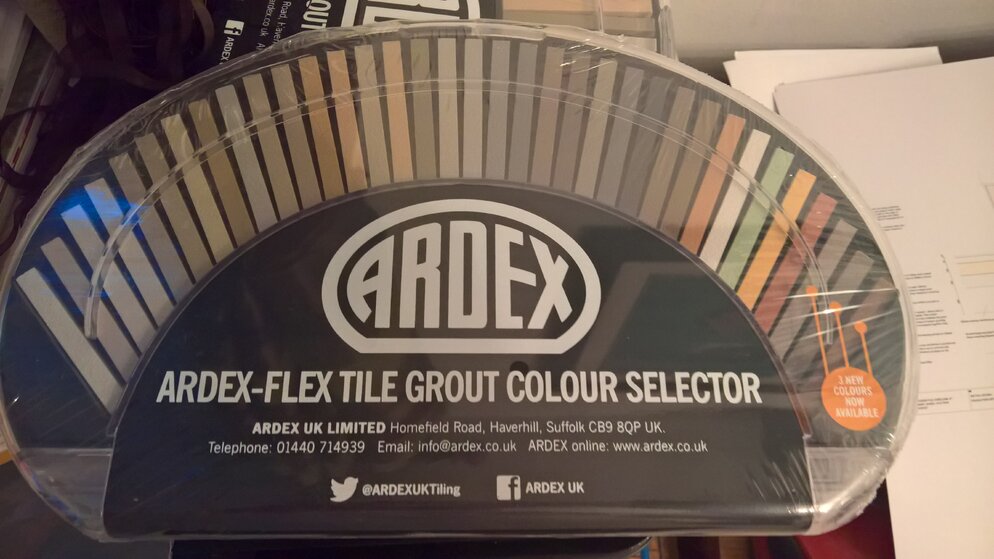 ARDEX
ARDEX-FLEX TILE GROUT COLOUR SELECTOR
ARDEX UK LIMITED Homefield Road, Haverhill, Suffolk CB9 8QP UK.
Telephone: 01440 714939 Email: info@ardex.co.uk ARDEX online: www.ardex.co.uk
@ARDEXUKTiling ARDEX UK
3 NEW
COLOURS
NOW
AVAILABLE